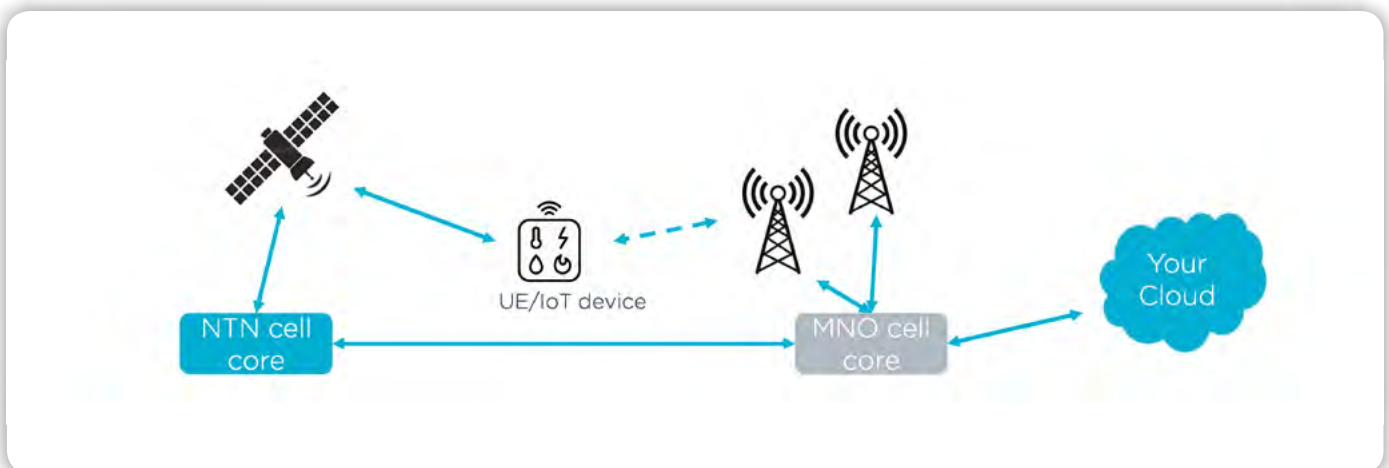 UE/IoT device
NTN cell
core
MNO cell
core
Your
Cloud